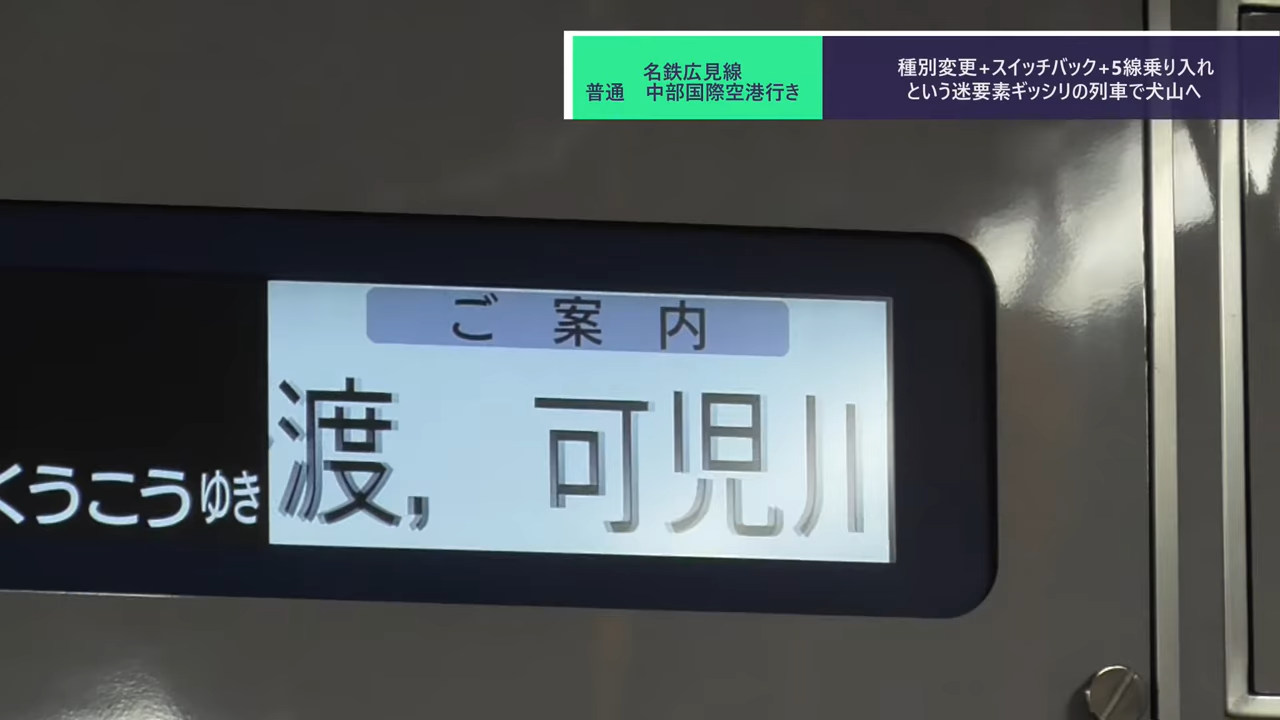 名鉄広見線
普通　中部国際空港行き
種別変更+スイッチバック+5線乗り入れ
という迷要素ギッシリの列車で犬山へ
ご案内
渡,　可児川
くうこうゆき